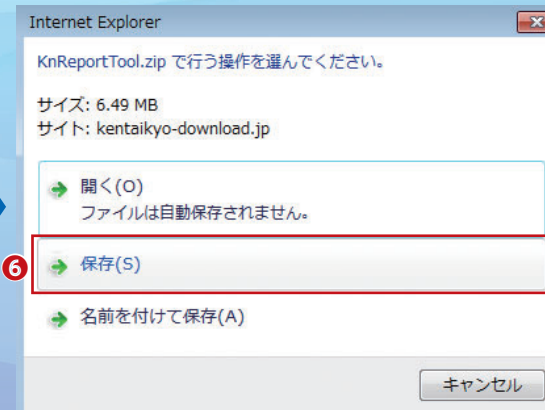 Internet Explorer
KnReportTool.zip で行う操作を選んでください。
サイズ: 6.49 MB
サイト: kentaikyo-download.jp
開く(O)
ファイルは自動保存されません。
❻
保存(S)
名前を付けて保存(A)
キャンセル